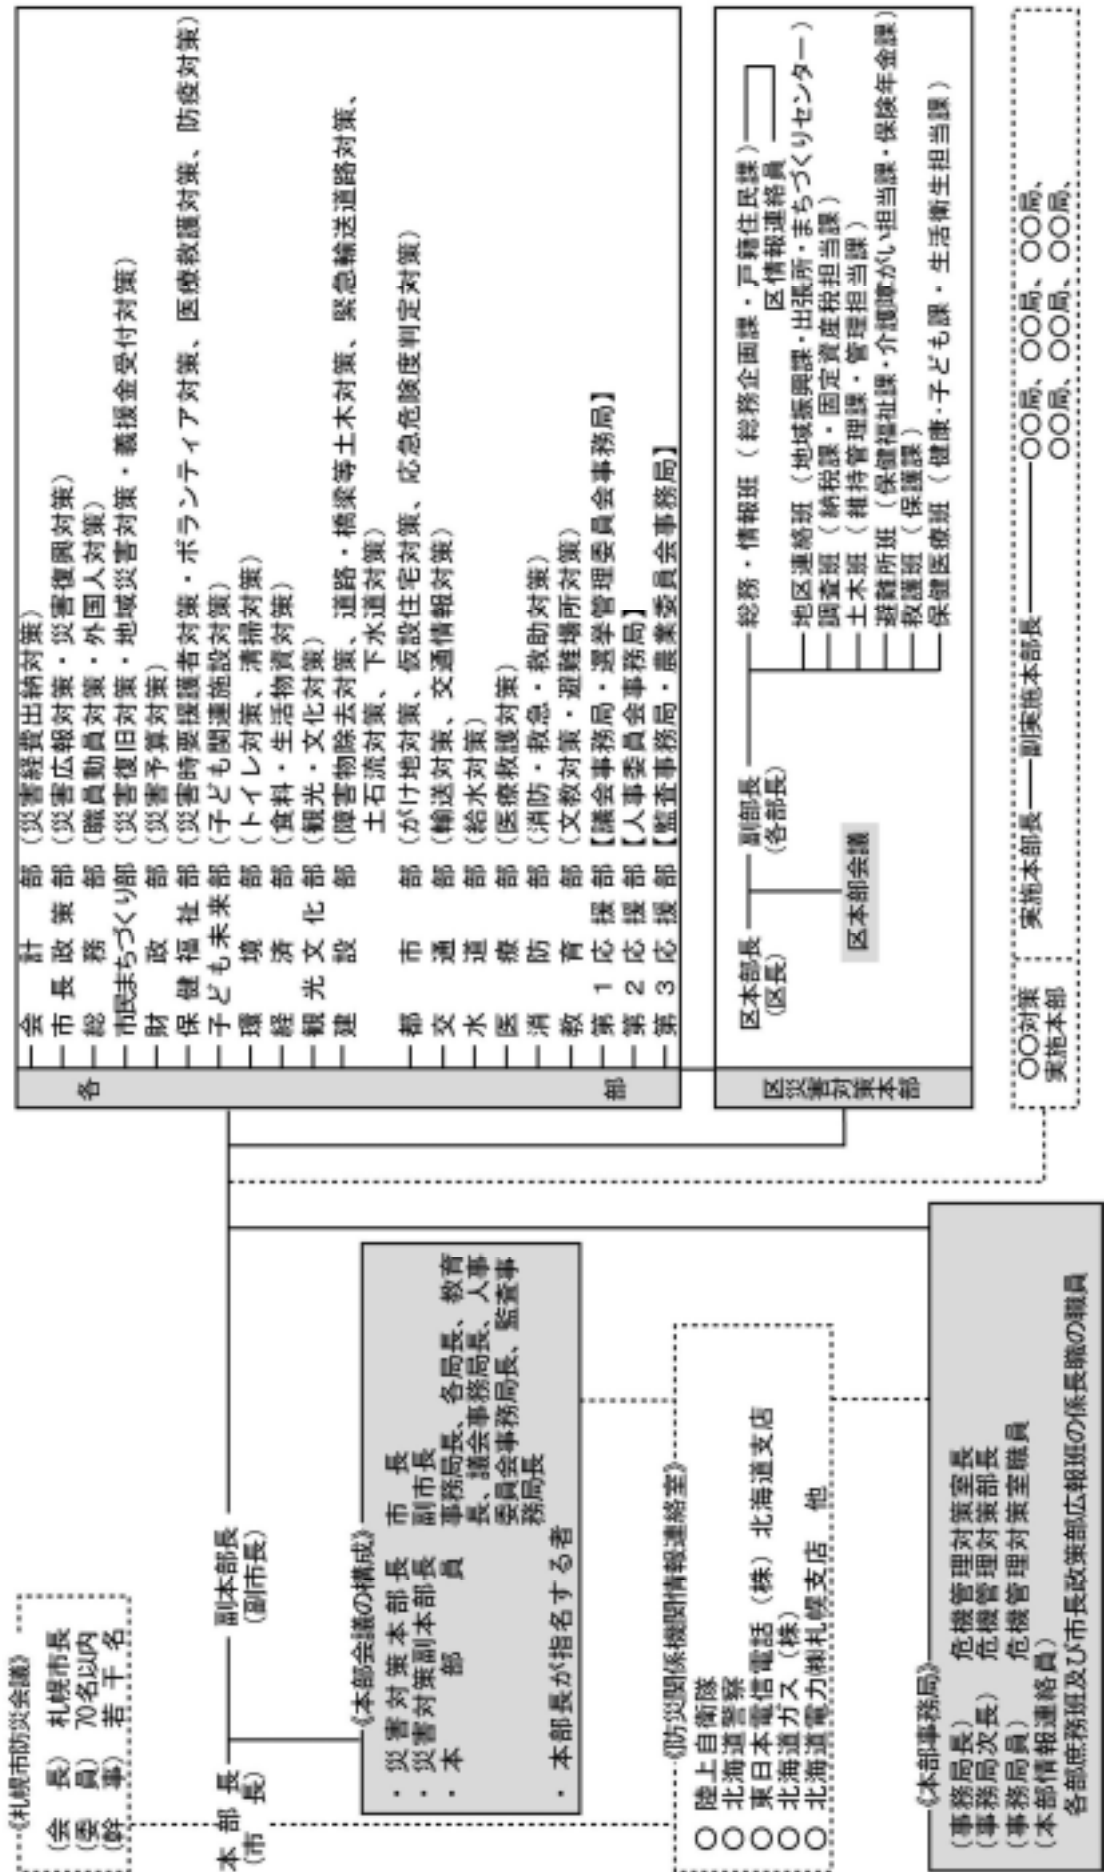 《札幌市防災会議》
(会　長)　札幌市長
(委　員)　70名以内
(幹　事)　若干名
本部長
(市　長)
副本部長
(副市長)
《本部会議の構成》
・災害対策本部長　市　長
・災害対策副本部長　副市長
・本　部　員　事務局長、各局長、教育
長、議会事務局長、人事
委員会事務局長、監査事
務局長
・本部長が指名する者
《防災関係機関情報連絡室》
○ 陸上自衛隊
○ 北海道警察
○ 東日本電信電話（株）北海道支店
○ 北海道ガス（株）
○ 北海道電力㈱札幌支店　他
《本部事務局》
(事務局長)　危機管理対策室長
(事務局次長)　危機管理対策部長
(事務局員)　危機管理対策室職員
(本部情報連絡員)
各部庶務班及び市長政策部広報班の係長職の職員
各　部
会計部（災害経費出納対策）
市長政策部（災害広報対策・災害復興対策）
総務部（職員動員対策・外国人対策）
市民まちづくり部（災害復旧対策・地域災害対策・義援金受付対策）
財政部（災害予算対策）
保健福祉部（災害時要援護者対策・ボランティア対策、医療救護対策、防疫対策）
子ども未来部（子ども関連施設対策）
環境部（トイレ対策、清掃対策）
経済部（食料・生活物資対策）
観光文化部（観光・文化対策）
建設部（障害物除去対策、道路・橋梁等土木対策、緊急輸送道路対策、
土石流対策、下水道対策）
都市部（がけ地対策、仮設住宅対策、応急危険度判定対策）
交通部（輸送対策、交通情報対策）
水道部（給水対策）
医療部（医療救護対策）
消防部（消防・救急・救助対策）
教育部（文教対策・避難場所対策）
第1応援部【議会事務局・選挙管理委員会事務局】
第2応援部【人事委員会事務局】
第3応援部【監査事務局・農業委員会事務局】
区災害対策本部
区本部長
(区長)
副部長
(各部長)
区本部会議
総務・情報班（総務企画課・戸籍住民課）
区情報連絡員
地区連絡班（地域振興課・出張所・まちづくりセンター）
調査班（納税課・固定資産税担当課）
土木班（維持管理課・管理担当課）
避難所班（保健福祉課・介護障がい担当課・保険年金課）
救護班（保護課）
保健医療班（健康・子ども課・生活衛生担当課）
○○対策
実施本部
実施本部長
副実施本部長
○○局、○○局、○○局、
○○局、○○局、○○局、